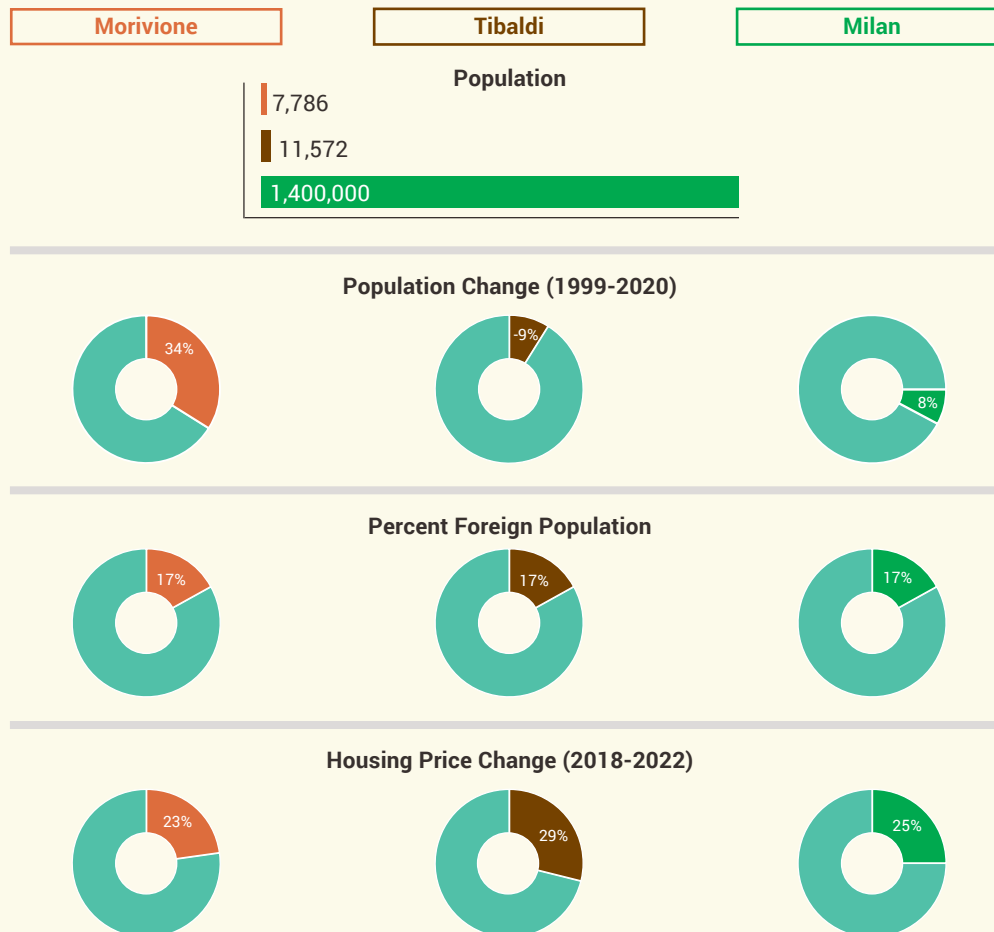 Morivione
Tibaldi
Milan
Population
7,786
11,572
1,400,000
Population Change (1999-2020)
34%
-9%
8%
Percent Foreign Population
17%
17%
17%
Housing Price Change (2018-2022)
23%
29%
25%